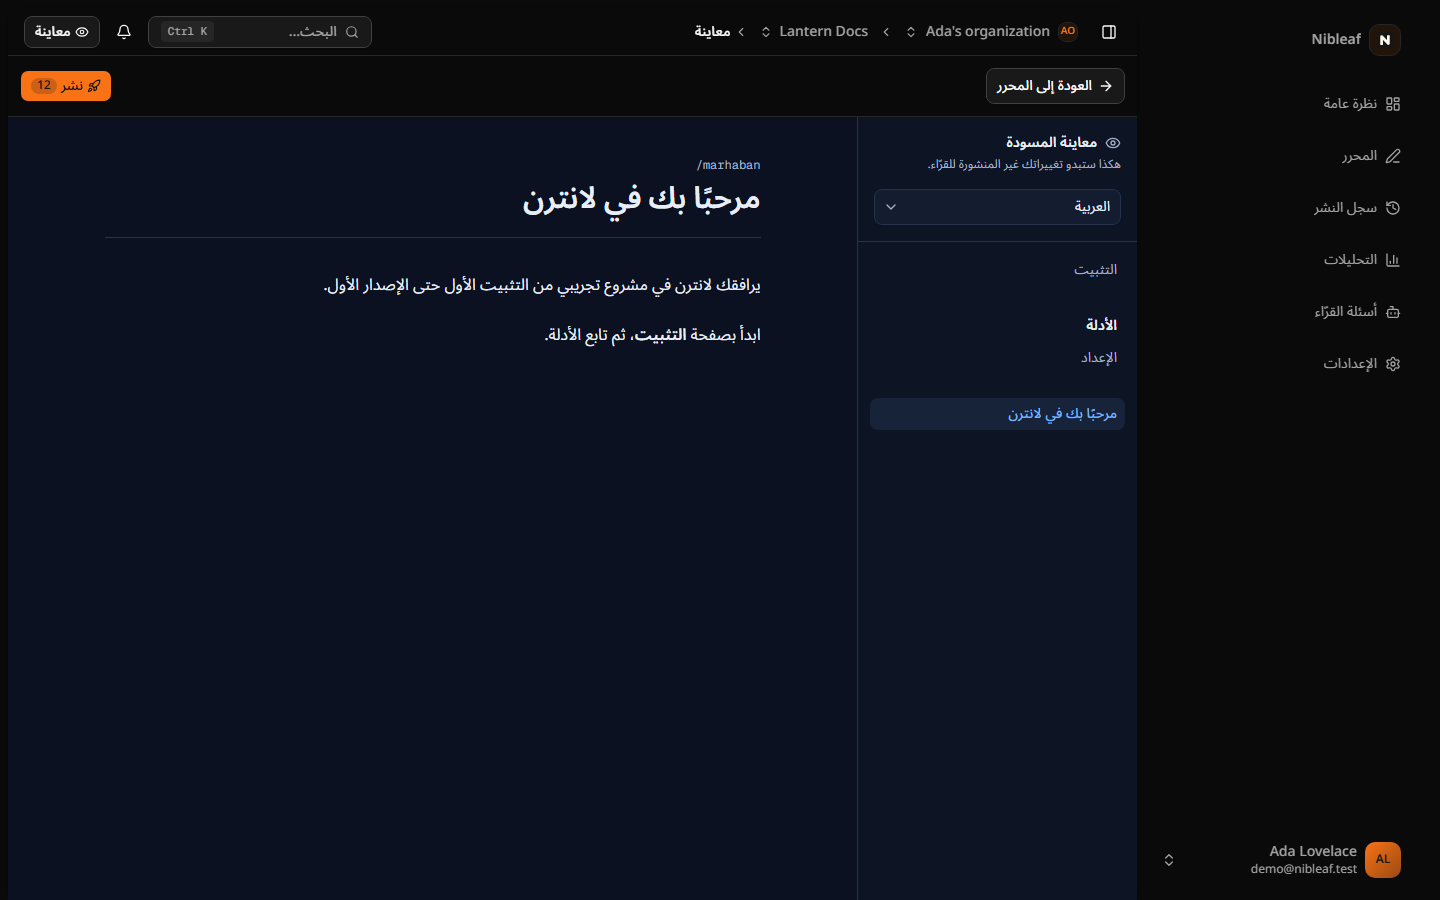 Nibleaf
نظرة عامة
المحرر
سجل النشر
التحليلات
أسئلة القرّاء
الإعدادات
AL
Ada Lovelace
demo@nibleaf.test
AO Ada's organization
Lantern Docs
معاينة
البحث...
Ctrl K
معاينة
العودة إلى المحرر
نشر 12
معاينة المسودة
هكذا ستبدو تغييراتك غير المنشورة للقرّاء.
العربية
التثبيت
الأدلة
الإعداد
مرحبًا بك في لانترن
/marhaban
مرحبًا بك في لانترن
يرافقك لانترن في مشروع تجريبي من التثبيت الأول حتى الإصدار الأول.
ابدأ بصفحة التثبيت، ثم تابع الأدلة.